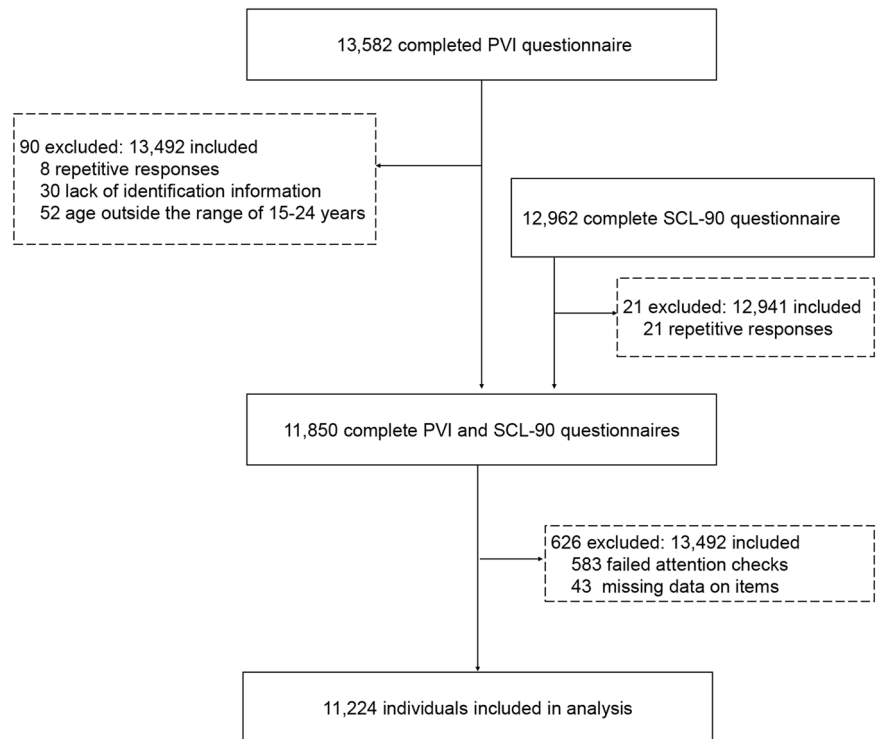 13,582 completed PVI questionnaire
90 excluded: 13,492 included
8 repetitive responses
30 lack of identification information
52 age outside the range of 15-24 years
12,962 complete SCL-90 questionnaire
21 excluded: 12,941 included
21 repetitive responses
11,850 complete PVI and SCL-90 questionnaires
626 excluded: 13,492 included
583 failed attention checks
43 missing data on items
11,224 individuals included in analysis